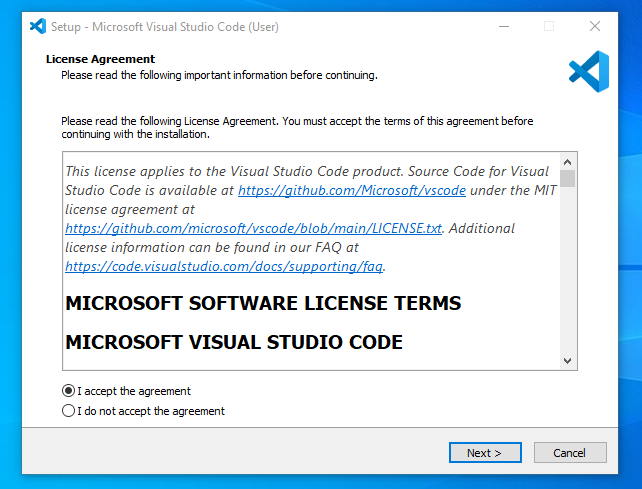 Setup - Microsoft Visual Studio Code (User)
License Agreement
Please read the following important information before continuing.
Please read the following License Agreement. You must accept the terms of this agreement before
continuing with the installation.
This license applies to the Visual Studio Code product. Source Code for Visual
Studio Code is available at https://github.com/Microsoft/vscode under the MIT
license agreement at
https://github.com/microsoft/vscode/blob/main/LICENSE.txt. Additional
license information can be found in our FAQ at
https://code.visualstudio.com/docs/supporting/faq.
MICROSOFT SOFTWARE LICENSE TERMS
MICROSOFT VISUAL STUDIO CODE
I accept the agreement
I do not accept the agreement
Next >
Cancel